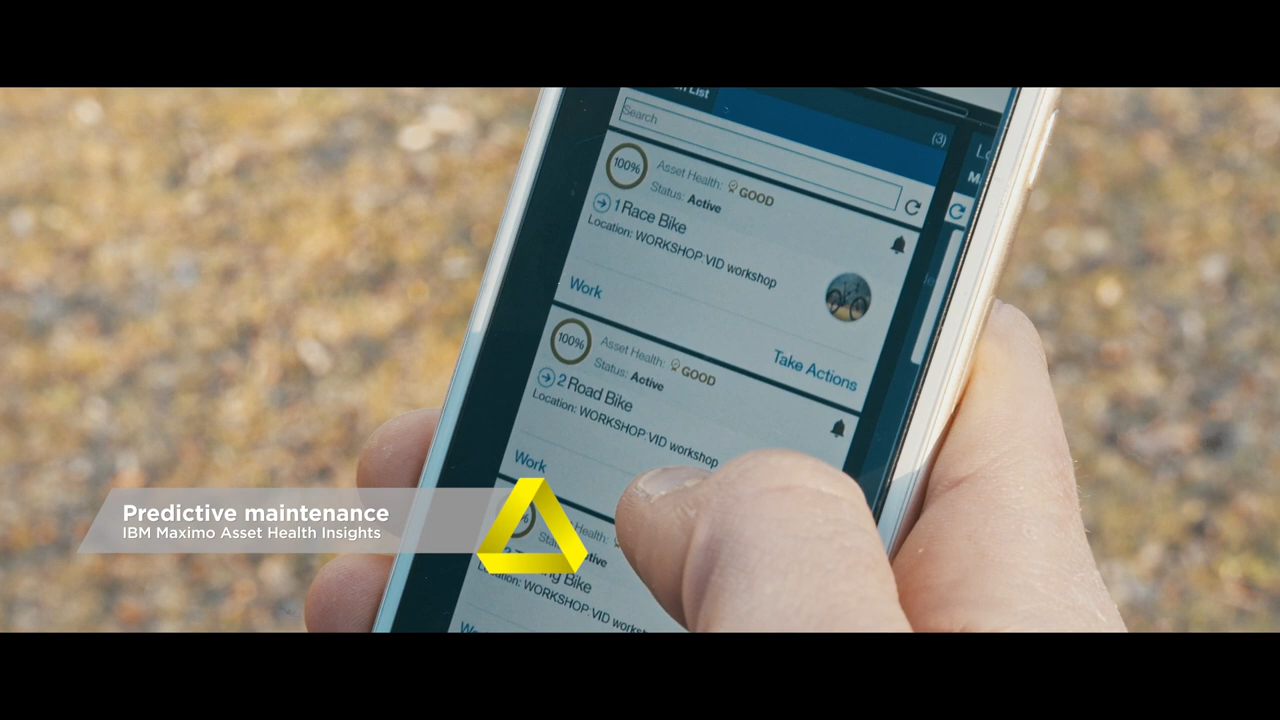 List
(3)
Search
100%
Asset Health: GOOD
Status: Active
1 Race Bike
Location: WORKSHOP VID workshop
Work
Take Actions
100%
Asset Health: GOOD
Status: Active
2 Road Bike
Location: WORKSHOP VID workshop
Work
Health:
Bike
Location: WORKSHOP VID
Predictive maintenance
IBM Maximo Asset Health Insights